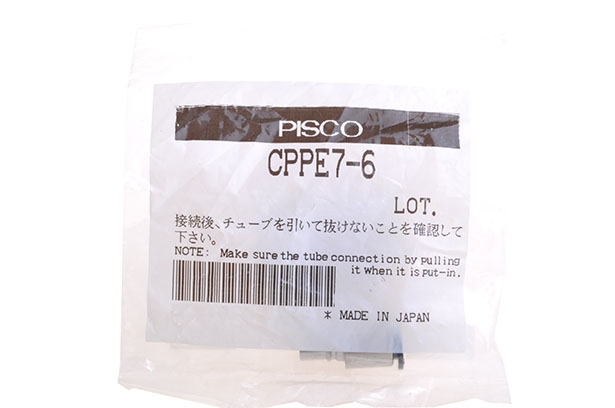 PISCO
CPPE7-6
LOT.
接続後、チューブを引いて抜けないことを確認して
下さい。
NOTE: Make sure the tube connection by pulling
it when it is put-in.
* MADE IN JAPAN